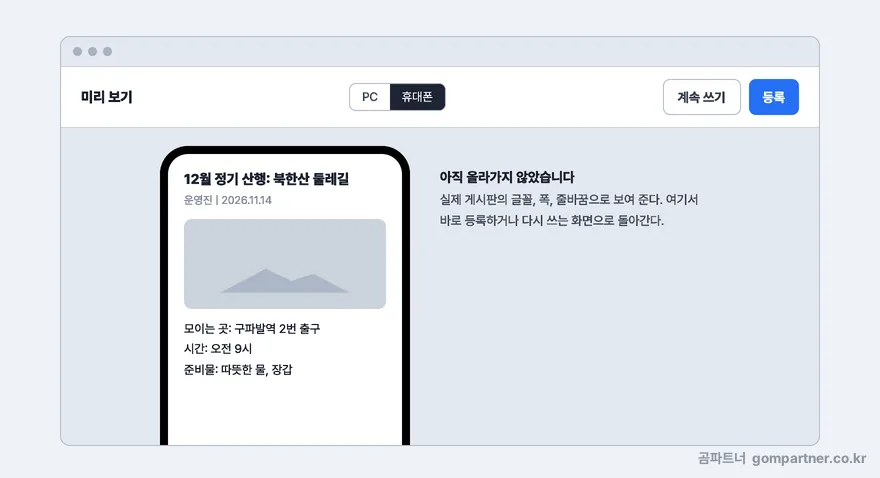 미리 보기
PC 휴대폰
계속 쓰기
등록
12월 정기 산행: 북한산 둘레길
운영진 | 2026.11.14
모이는 곳: 구파발역 2번 출구
시간: 오전 9시
준비물: 따뜻한 물, 장갑
아직 올라가지 않았습니다
실제 게시판의 글꼴, 폭, 줄바꿈으로 보여 준다. 여기서
바로 등록하거나 다시 쓰는 화면으로 돌아간다.
곰파트너 gompartner.co.kr